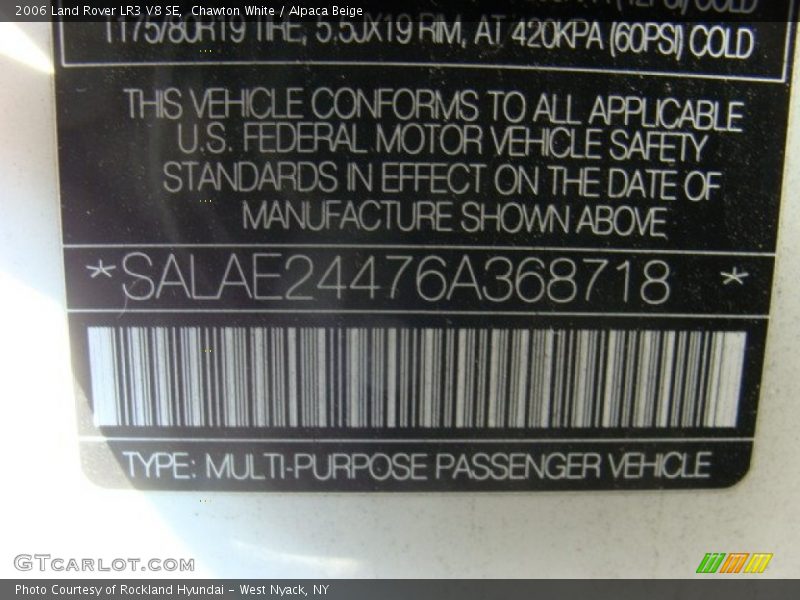 2006 Land Rover LR3 V8 SE, Chawton White / Alpaca Beige
T175/80R19 TIRE, 5.5JX19 RIM, AT 420KPA (60PSI) COLD
THIS VEHICLE CONFORMS TO ALL APPLICABLE
U.S. FEDERAL MOTOR VEHICLE SAFETY
STANDARDS IN EFFECT ON THE DATE OF
MANUFACTURE SHOWN ABOVE
*SALAE24476A368718 *
TYPE: MULTI-PURPOSE PASSENGER VEHICLE
GTCARLOT.COM
Photo Courtesy of Rockland Hyundai - West Nyack, NY